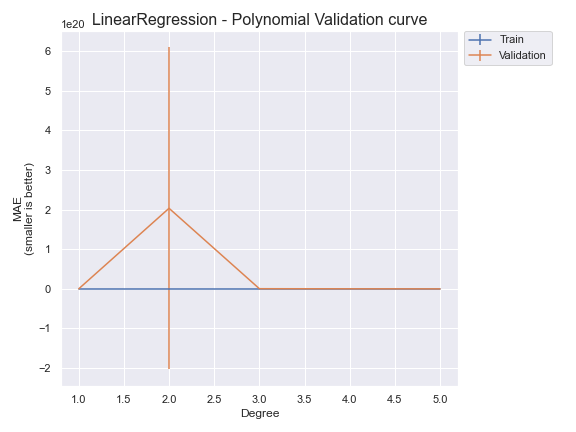 LinearRegression - Polynomial Validation curve
1e20
Train
Validation
6
5
4
3
2
1
0
−1
−2
MAE
(smaller is better)
1.0 1.5 2.0 2.5 3.0 3.5 4.0 4.5 5.0
Degree